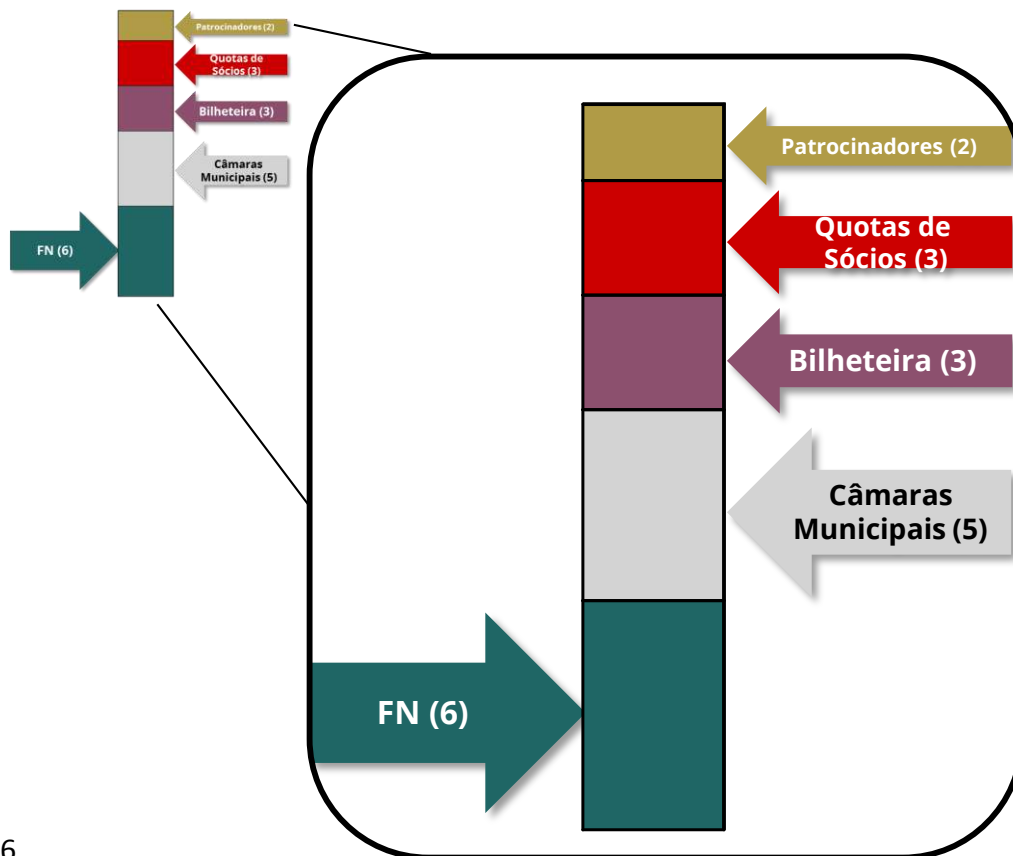 Patrocinadores (2)
Quotas de
Sócios (3)
Bilheteira (3)
Câmaras
Municipais (5)
FN (6)
Patrocinadores (2)
Quotas de
Sócios (3)
Bilheteira (3)
Câmaras
Municipais (5)
FN (6)
6